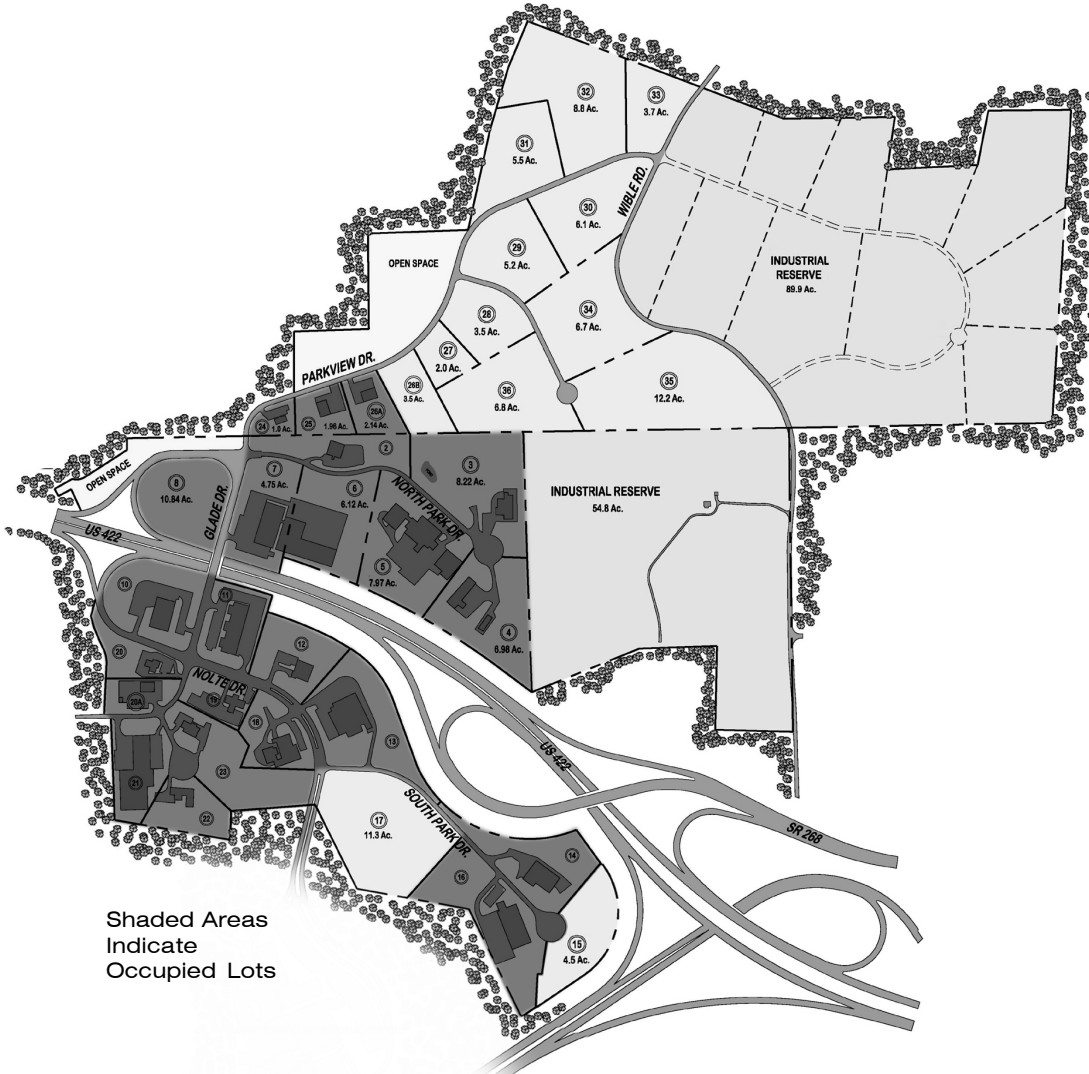 32
8.8 Ac.
33
3.7 Ac.
31
5.5 Ac.
WIBLE RD.
30
6.1 Ac.
29
5.2 Ac.
OPEN SPACE
INDUSTRIAL
RESERVE
89.9 Ac.
28
3.5 Ac.
34
6.7 Ac.
27
2.0 Ac.
PARKVIEW DR.
26B
3.5 Ac.
36
6.8 Ac.
35
12.2 Ac.
24
1.0 Ac.
25
1.96 Ac.
26A
2.14 Ac.
2
3
8.22 Ac.
OPEN SPACE
8
10.84 Ac.
7
4.75 Ac.
6
6.12 Ac.
NORTH PARK DR.
INDUSTRIAL RESERVE
54.8 Ac.
GLADE DR.
US 422
5
7.97 Ac.
4
6.98 Ac.
10
11
12
20
NOLTE DR.
20A
19
18
13
21
23
22
US 422
SOUTH PARK DR.
17
11.3 Ac.
SR 268
14
16
15
4.5 Ac.
Shaded Areas
Indicate
Occupied Lots